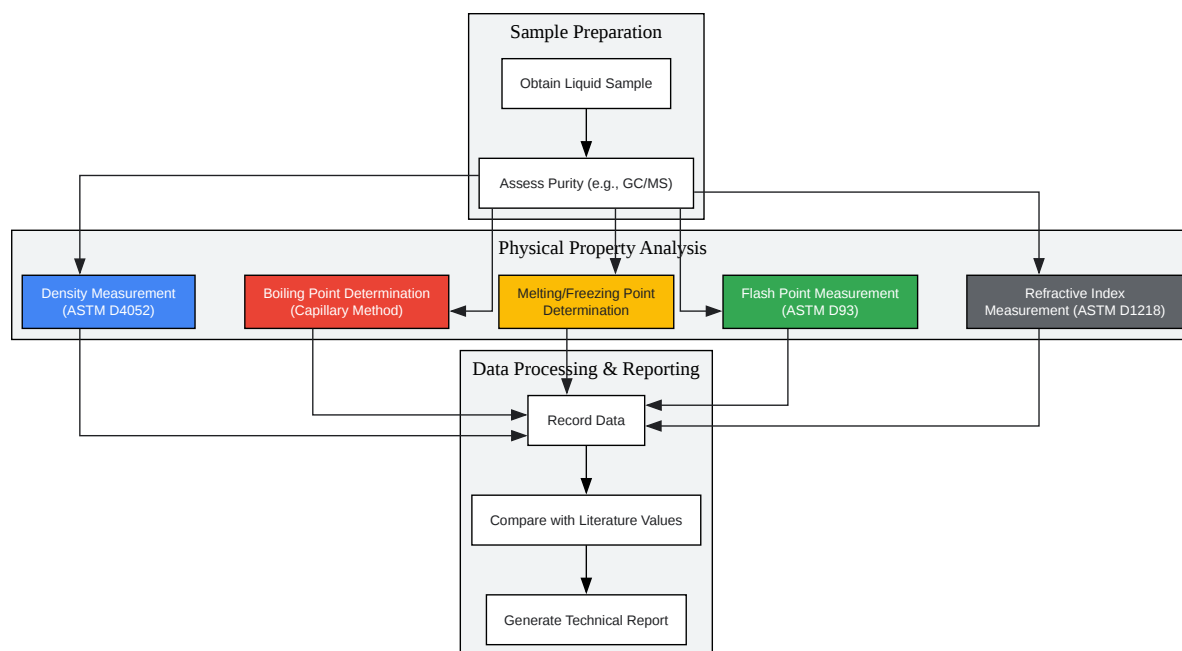 Sample Preparation
Obtain Liquid Sample
Assess Purity (e.g., GC/MS)
Physical Property Analysis
Density Measurement
(ASTM D4052)
Boiling Point Determination
(Capillary Method)
Melting/Freezing Point
Determination
Flash Point Measurement
(ASTM D93)
Refractive Index
Measurement (ASTM D1218)
Data Processing & Reporting
Record Data
Compare with Literature Values
Generate Technical Report